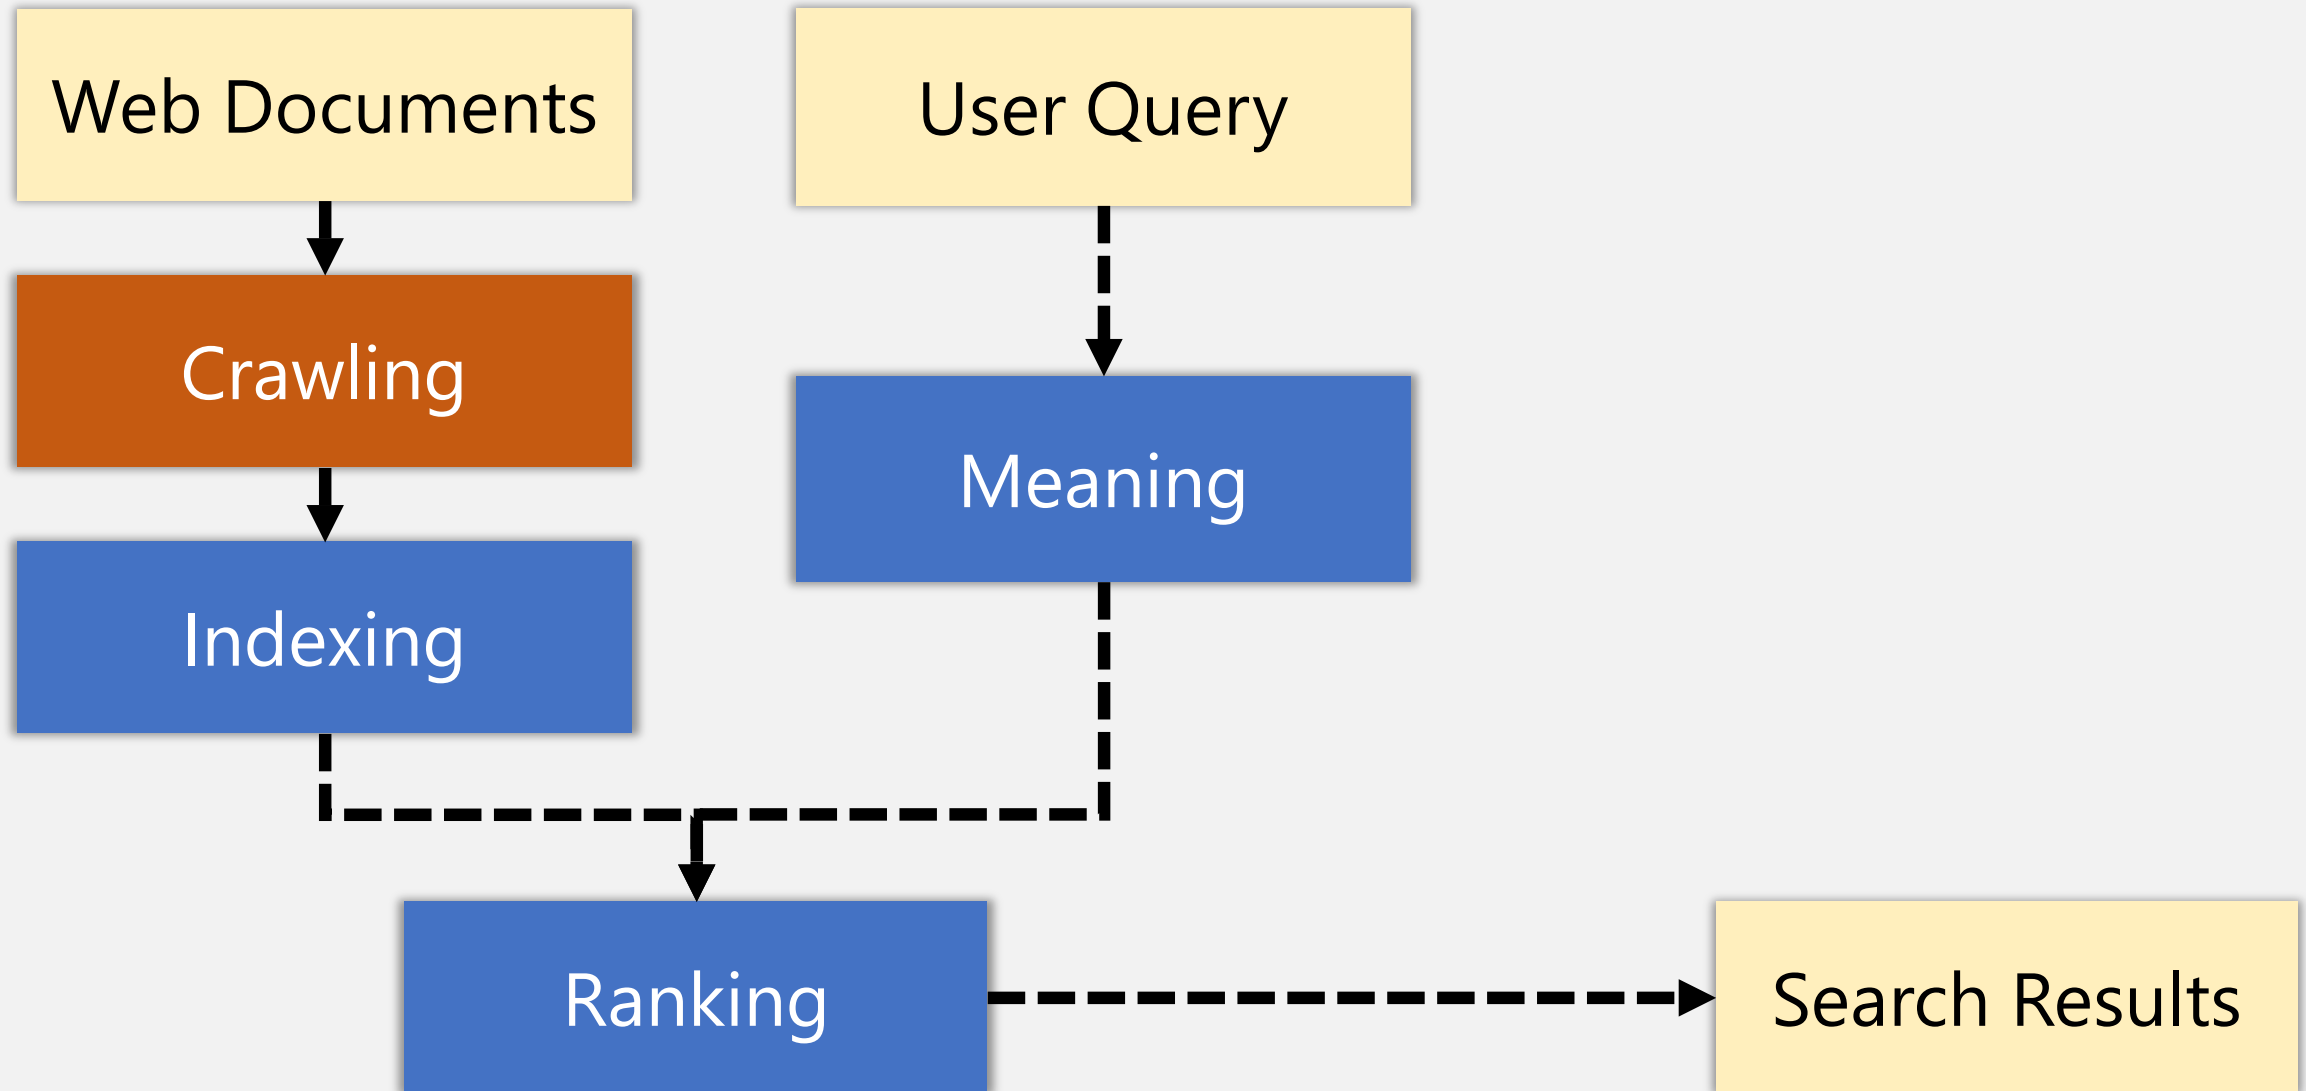 Web Documents
User Query
Crawling
Meaning
Indexing
Ranking
Search Results